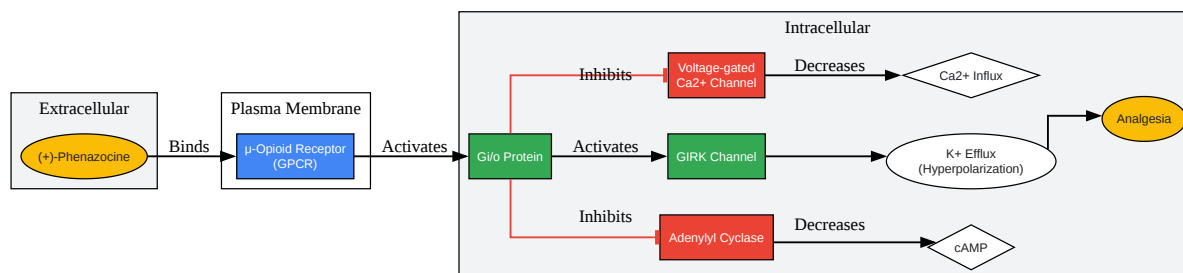 Intracellular
Extracellular
(+)-Phenazocine
Binds
Plasma Membrane
μ-Opioid Receptor
(GPCR)
Activates
Gi/o Protein
Inhibits
Voltage-gated
Ca2+ Channel
Decreases
Ca2+ Influx
Activates
GIRK Channel
K+ Efflux
(Hyperpolarization)
Analgesia
Inhibits
Adenylyl Cyclase
Decreases
cAMP